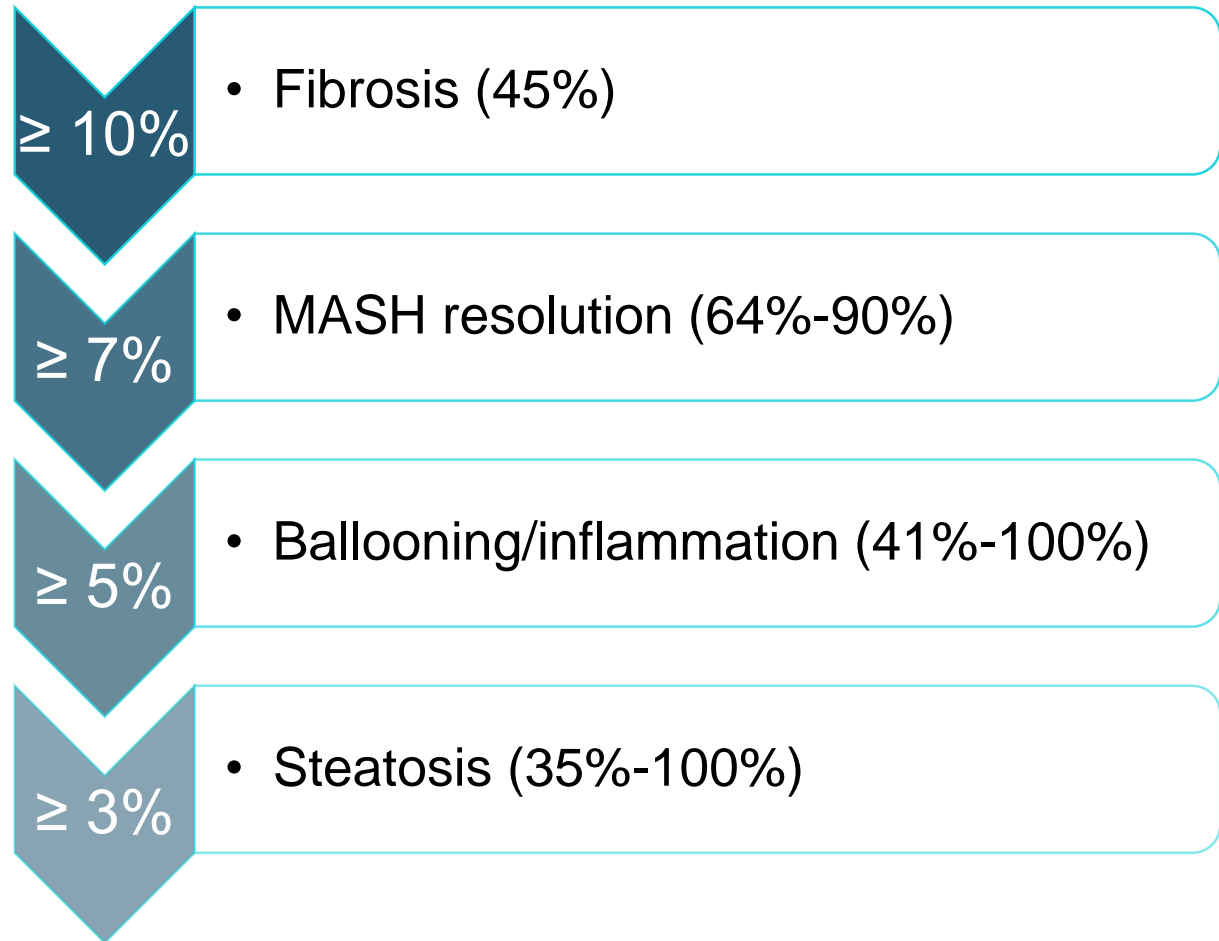 ≥ 10%
• Fibrosis (45%)
≥ 7%
• MASH resolution (64%-90%)
≥ 5%
• Ballooning/inflammation (41%-100%)
≥ 3%
• Steatosis (35%-100%)